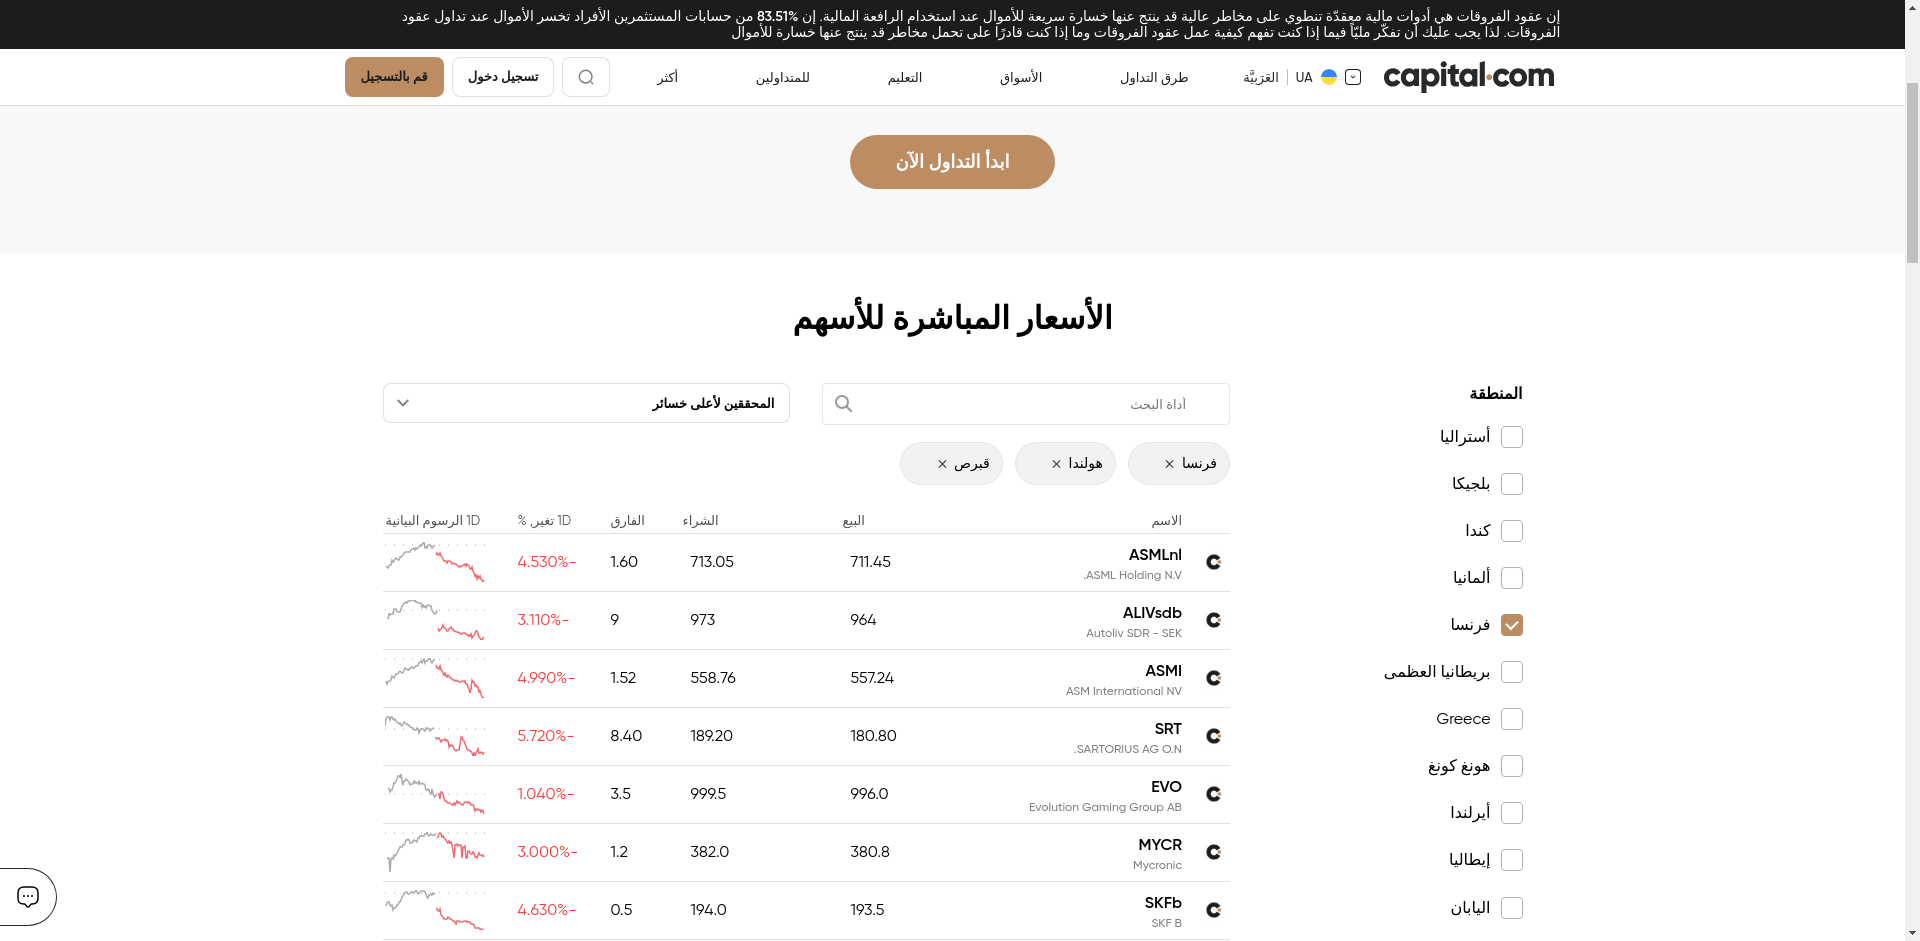 إن عقود الفروقات هي أدوات مالية معقدّة تنطوي على مخاطر عالية قد ينتج عنها خسارة سريعة للأموال عند استخدام الرافعة المالية. إن 83.51% من حسابات المستثمرين الأفراد تخسر الأموال عند تداول عقود
الفروقات. لذا يجب عليك أن تفكّر مليّاً فيما إذا كنت تفهم كيفية عمل عقود الفروقات وما إذا كنت قادرًا على تحمل مخاطر قد ينتج عنها خسارة للأموال
capital.com
UA العَرَبِيَّة
طرق التداول
الأسواق
التعليم
للمتداولين
أكثر
تسجيل دخول
قم بالتسجيل
ابدأ التداول الآن
الأسعار المباشرة للأسهم
المنطقة
أستراليا
بلجيكا
كندا
ألمانيا
فرنسا
بريطانيا العظمى
Greece
هونغ كونغ
أيرلندا
إيطاليا
اليابان
أداة البحث
المحققين لأعلى خسائر
فرنسا ×
هولندا ×
قبرص ×
الاسم البيع الشراء الفارق 1D تغير, % 1D الرسوم البيانية
ASMLnl 711.45 713.05 1.60 4.530%-
ASML Holding N.V.
ALIVsdb 964 973 9 3.110%-
Autoliv SDR - SEK
ASMI 557.24 558.76 1.52 4.990%-
ASM International NV
SRT 180.80 189.20 8.40 5.720%-
SARTORIUS AG O.N.
EVO 996.0 999.5 3.5 1.040%-
Evolution Gaming Group AB
MYCR 380.8 382.0 1.2 3.000%-
Mycronic
SKFb 193.5 194.0 0.5 4.630%-
SKF B